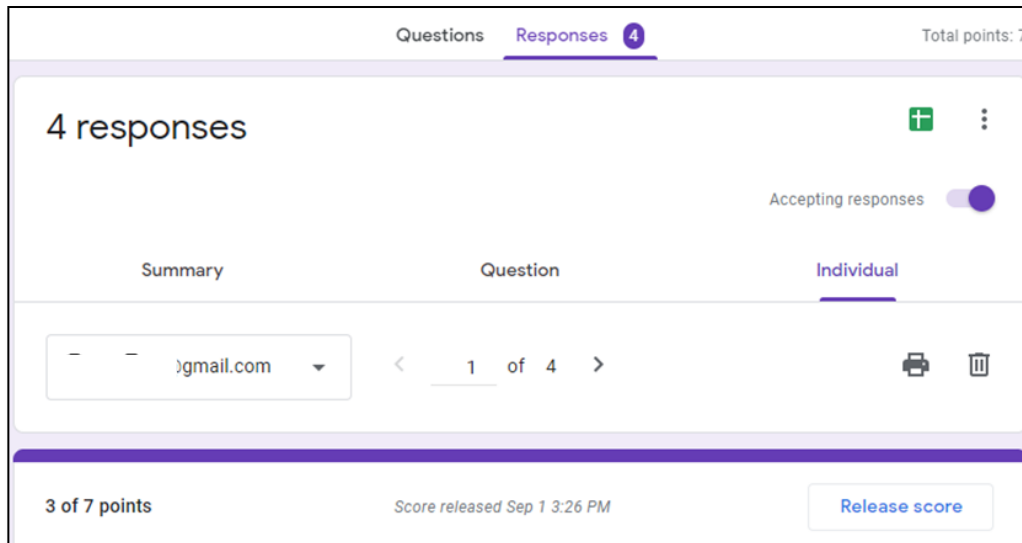 Questions Responses 4 Total points: 7
4 responses
Accepting responses
Summary Question Individual
@gmail.com 1 of 4
3 of 7 points Score released Sep 1 3:26 PM Release score